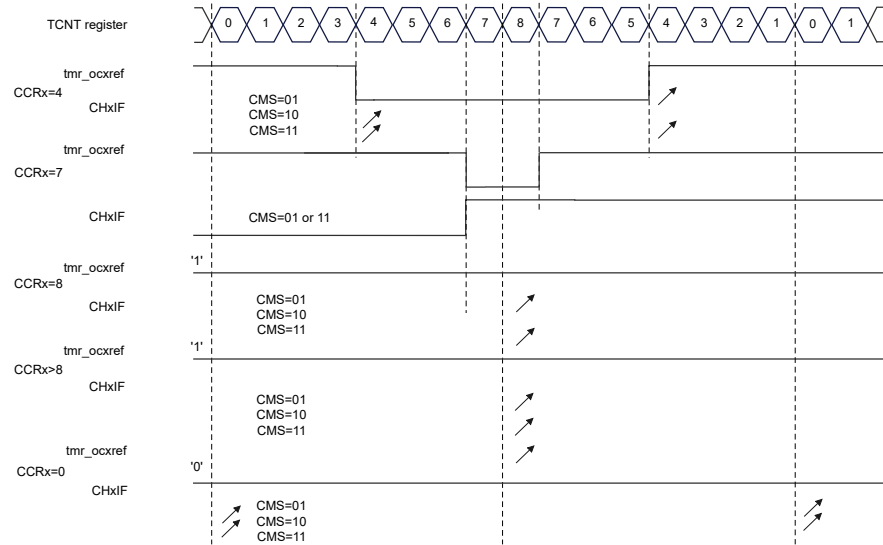 TCNT register 0 1 2 3 4 5 6 7 8 7 6 5 4 3 2 1 0 1
tmr_ocxref
CCRx=4
CHxIF
CMS=01
CMS=10
CMS=11
tmr_ocxref
CCRx=7
CHxIF
CMS=01 or 11
tmr_ocxref
'1'
CCRx=8
CHxIF
CMS=01
CMS=10
CMS=11
tmr_ocxref
'1'
CCRx>8
CHxIF
CMS=01
CMS=10
CMS=11
tmr_ocxref
CCRx=0
'0'
CHxIF
CMS=01
CMS=10
CMS=11